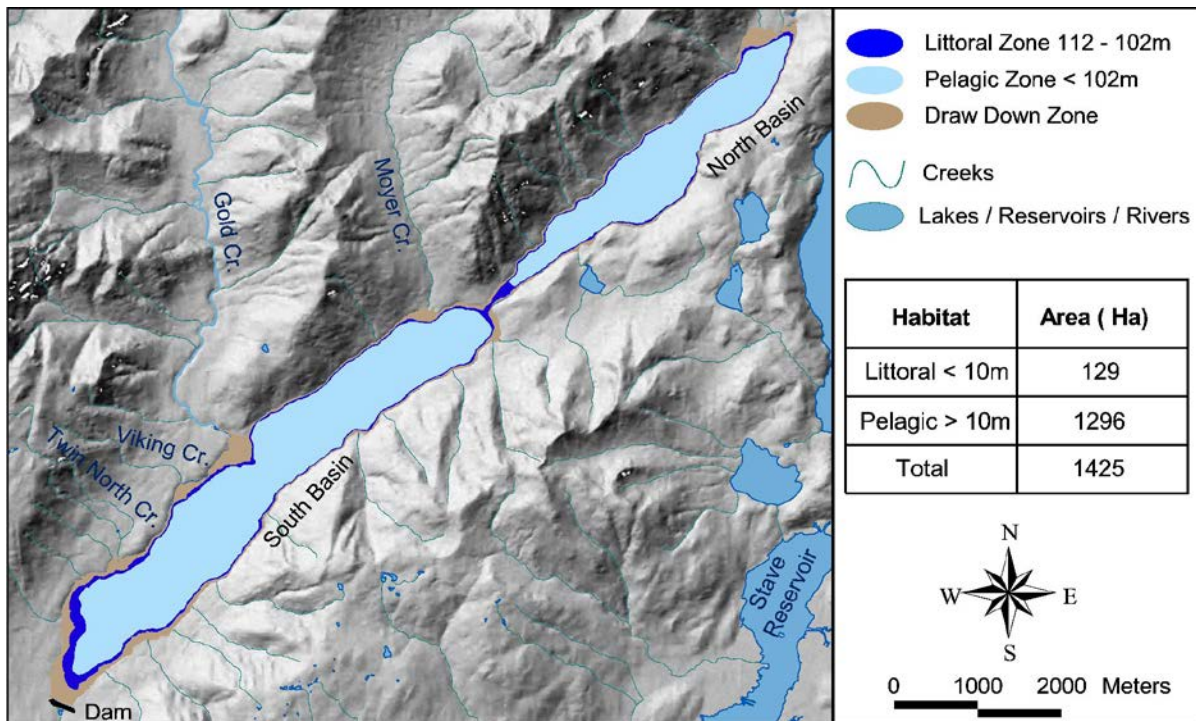 Gold Cr.
Moyer Cr.
North Basin
Viking Cr.
Twin North Cr.
South Basin
Stave
Reservoir
Dam
Littoral Zone 112 - 102m
Pelagic Zone < 102m
Draw Down Zone
Creeks
Lakes / Reservoirs / Rivers
Habitat Area ( Ha)
Littoral < 10m 129
Pelagic > 10m 1296
Total 1425
N
W E
S
0 1000 2000 Meters